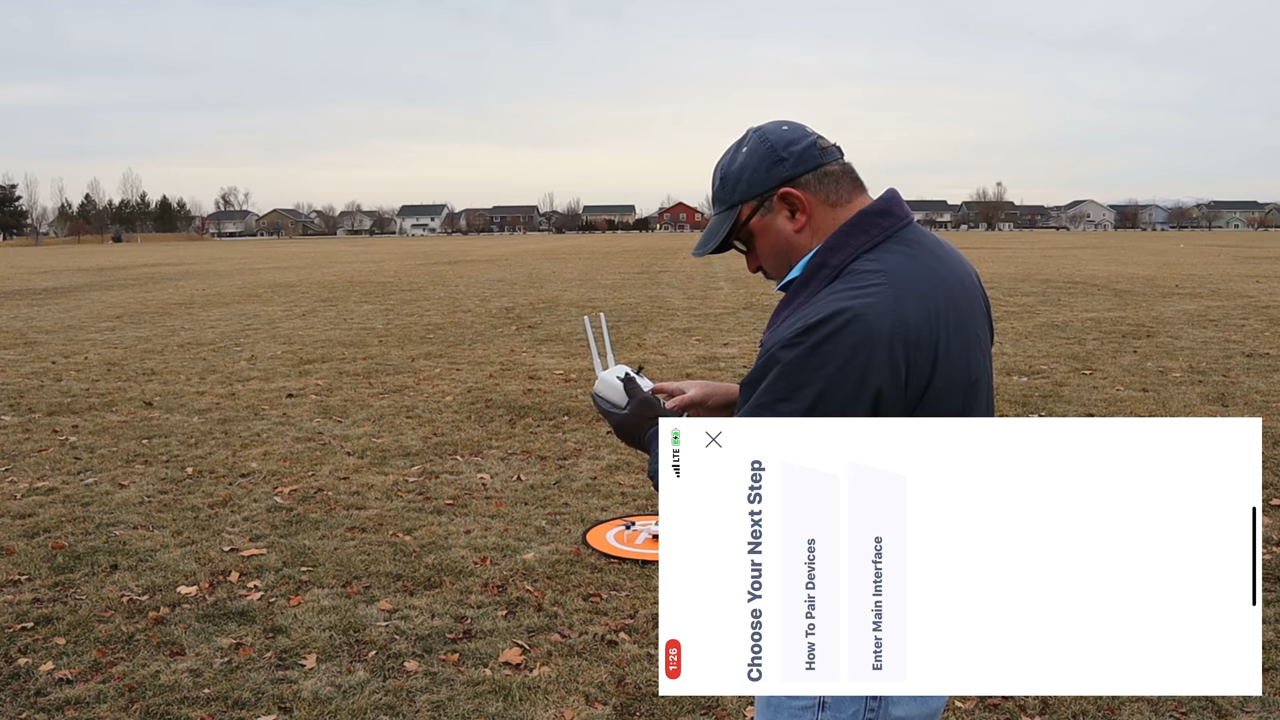 1:26
LTE
Choose Your Next Step
How To Pair Devices
Enter Main Interface